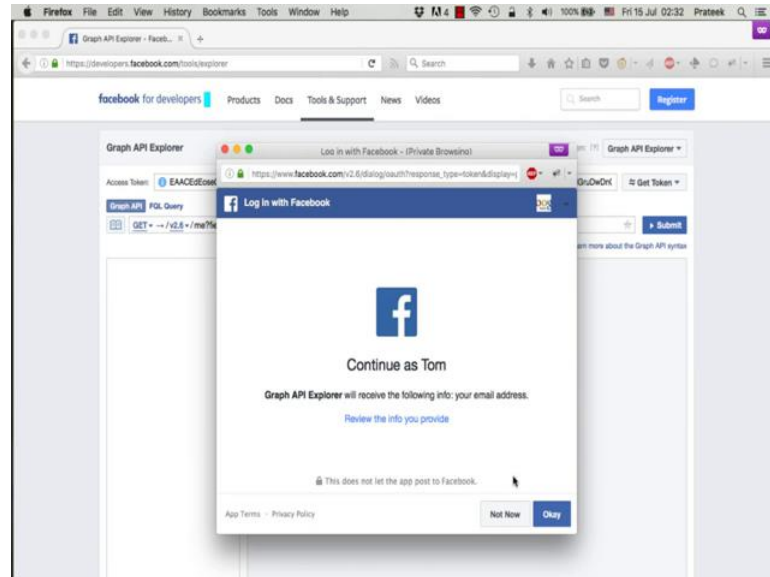 Firefox File Edit View History Bookmarks Tools Window Help 4 100% Fri 15 Jul 02:32 Prateek
Graph API Explorer - Faceb...
https://developers.facebook.com/tools/explorer Search
facebook for developers Products Docs Tools & Support News Videos Search Register
Graph API Explorer Graph API Explorer
Log in with Facebook - (Private Browsing)
Access Token: Get Token
https://www.facebook.com/v2.6/dialog/oauth?response_type=token&display=
Graph API FQL Query
Log in with Facebook
GET → /v2.6 /me?fie Submit
earn more about the Graph API syntax
Continue as Tom
Graph API Explorer will receive the following info: your email address.
Review the info you provide
This does not let the app post to Facebook.
App Terms · Privacy Policy Not Now Okay